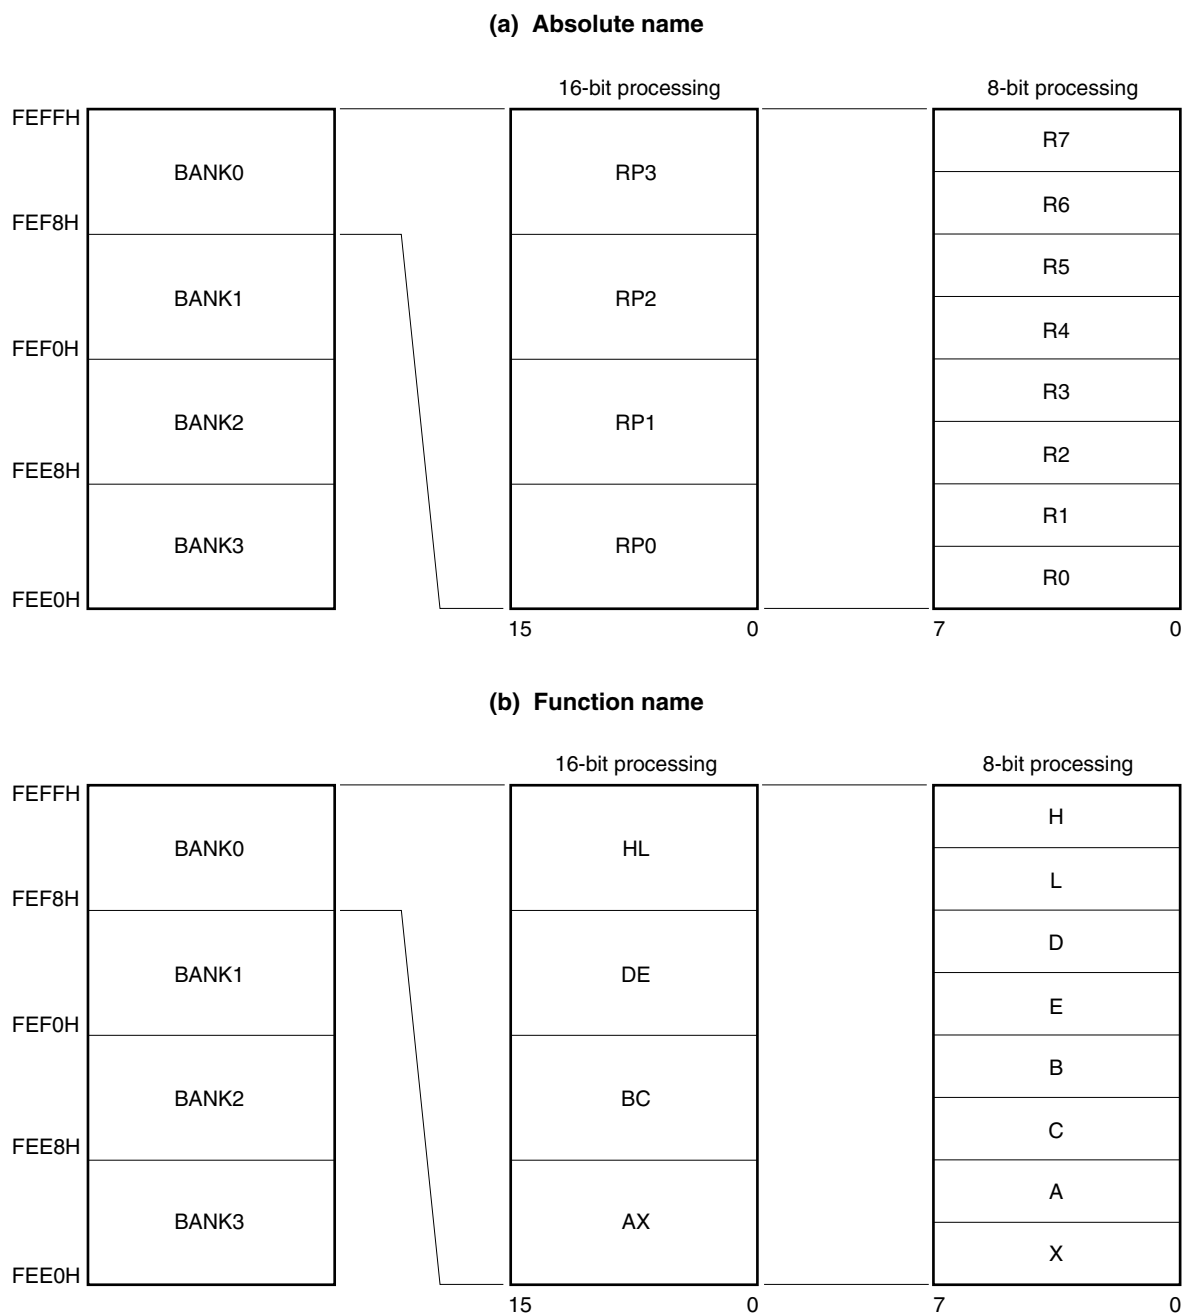 (a) Absolute name
16-bit processing
8-bit processing
FEFFH
BANK0
RP3
R7
R6
FEF8H
BANK1
RP2
R5
R4
FEF0H
BANK2
RP1
R3
R2
FEE8H
BANK3
RP0
R1
R0
FEE0H
15
0
7
0
(b) Function name
16-bit processing
8-bit processing
FEFFH
BANK0
HL
H
L
FEF8H
BANK1
DE
D
E
FEF0H
BANK2
BC
B
C
FEE8H
BANK3
AX
A
X
FEE0H
15
0
7
0